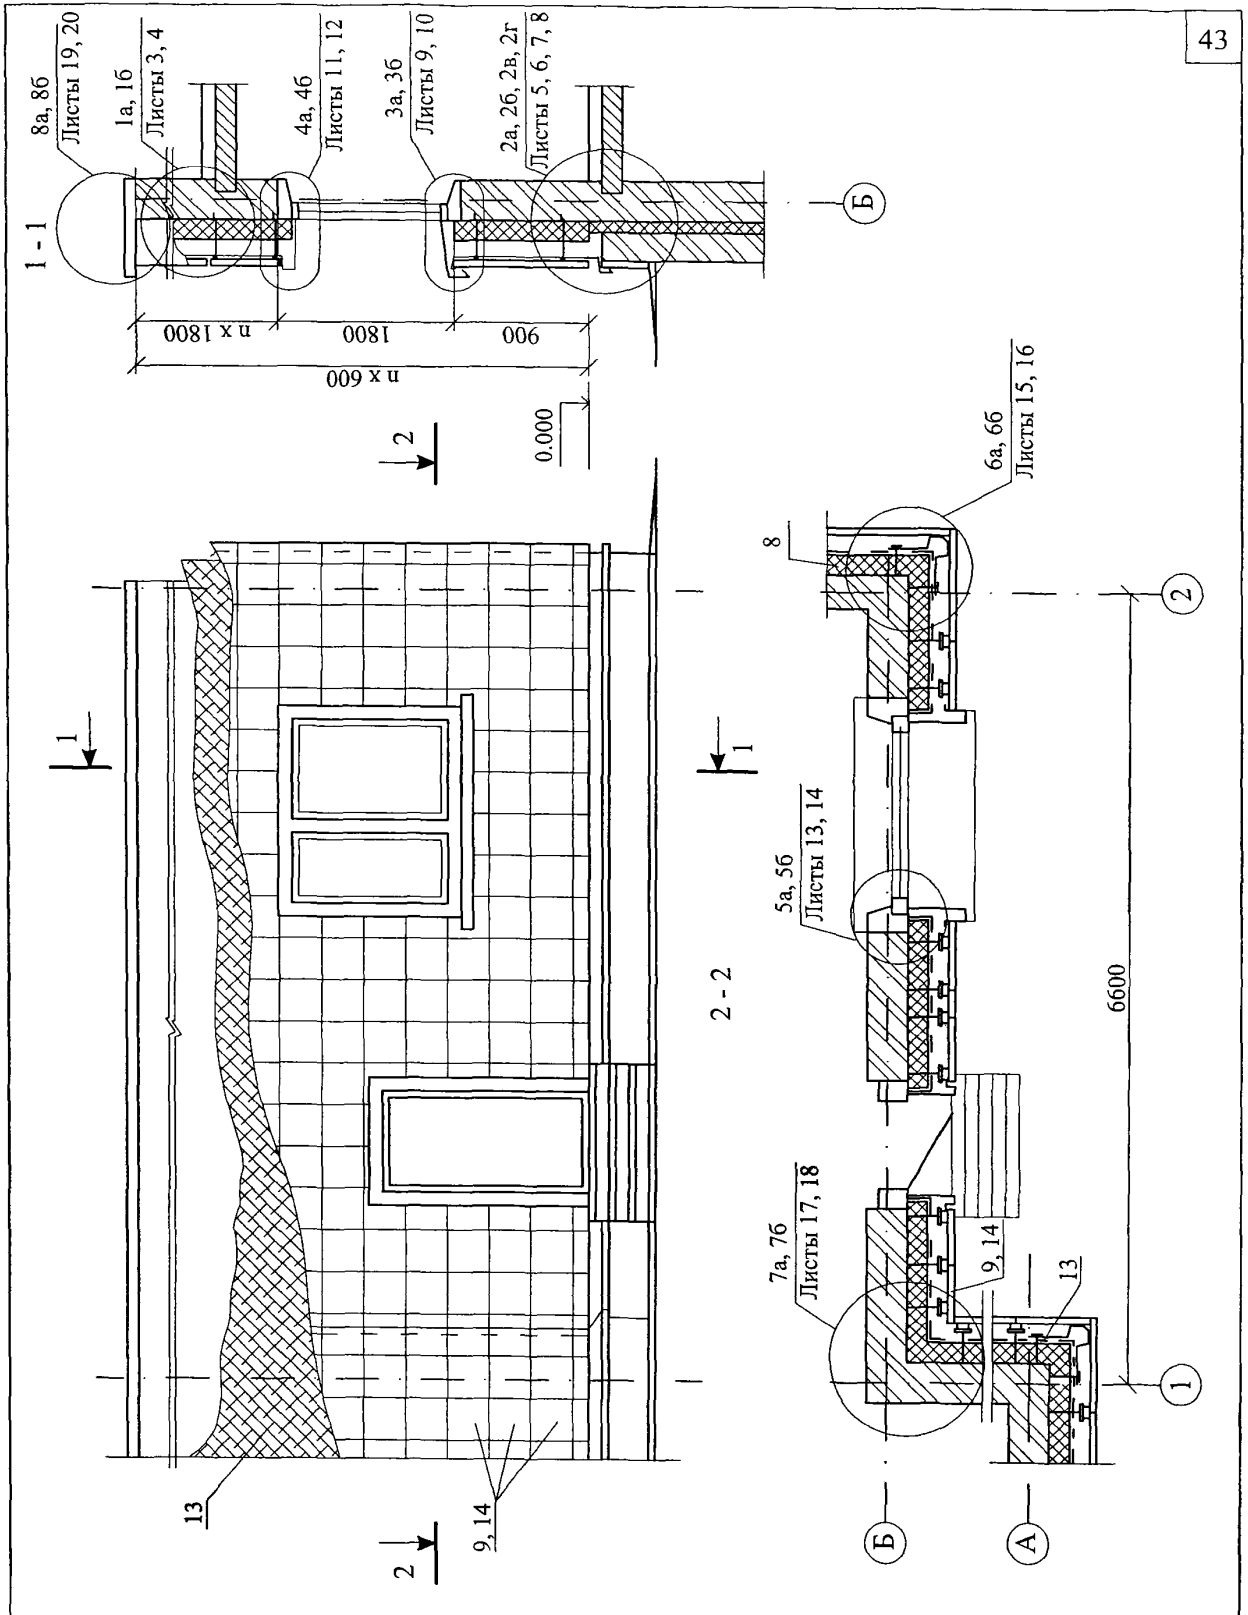 43
1 - 1
8а, 8б
Листы 19, 20
1а, 1б
Листы 3, 4
4а, 4б
Листы 11, 12
3а, 3б
Листы 9, 10
2а, 2б, 2в, 2г
Листы 5, 6, 7, 8
Б
n x 1800
1800
900
n x 600
0.000
1
1
2
2
13
9, 14
2 - 2
7а, 7б
Листы 17, 18
5а, 5б
Листы 13, 14
8
6а, 6б
Листы 15, 16
9, 14
13
6600
Б
А
1
2